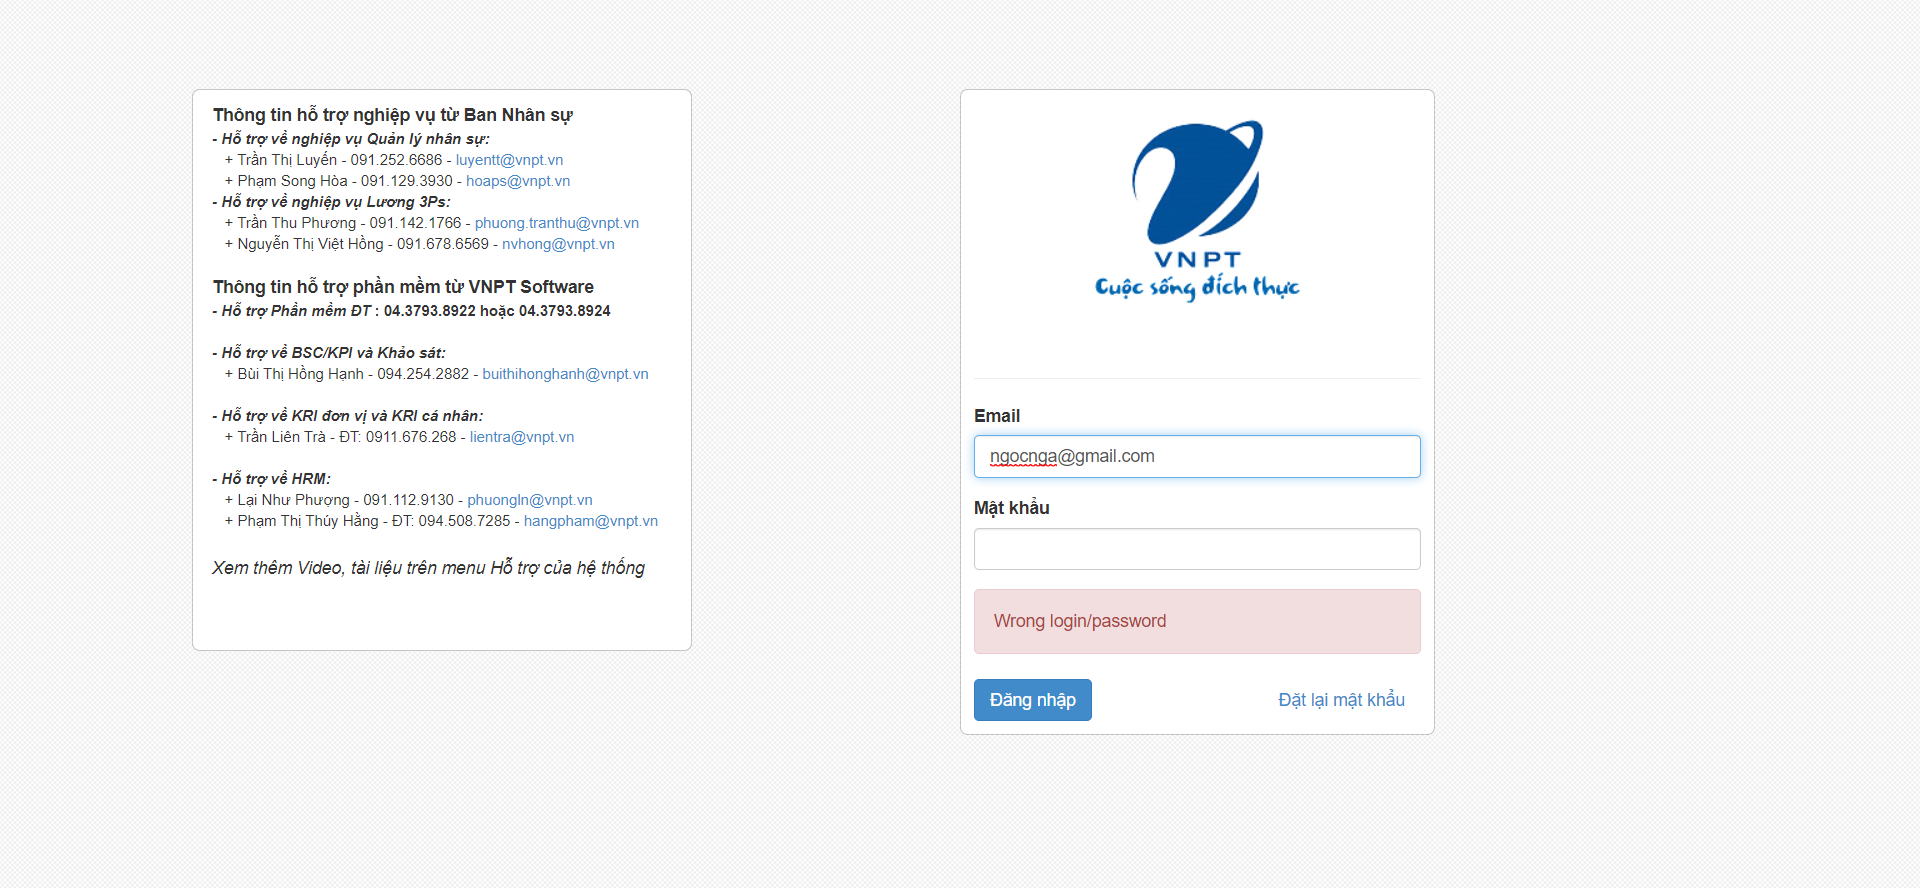 Thông tin hỗ trợ nghiệp vụ từ Ban Nhân sự
- Hỗ trợ về nghiệp vụ Quản lý nhân sự:
+ Trần Thị Luyến - 091.252.6686 - luyentt@vnpt.vn
+ Phạm Song Hòa - 091.129.3930 - hoaps@vnpt.vn
- Hỗ trợ về nghiệp vụ Lương 3Ps:
+ Trần Thu Phương - 091.142.1766 - phuong.tranthu@vnpt.vn
+ Nguyễn Thị Việt Hồng - 091.678.6569 - nvhong@vnpt.vn
Thông tin hỗ trợ phần mềm từ VNPT Software
- Hỗ trợ Phần mềm ĐT : 04.3793.8922 hoặc 04.3793.8924
- Hỗ trợ về BSC/KPI và Khảo sát:
+ Bùi Thị Hồng Hạnh - 094.254.2882 - buithihonghanh@vnpt.vn
- Hỗ trợ về KRI đơn vị và KRI cá nhân:
+ Trần Liên Trà - ĐT: 0911.676.268 - lientra@vnpt.vn
- Hỗ trợ về HRM:
+ Lại Như Phượng - 091.112.9130 - phuongln@vnpt.vn
+ Phạm Thị Thúy Hằng - ĐT: 094.508.7285 - hangpham@vnpt.vn
Xem thêm Video, tài liệu trên menu Hỗ trợ của hệ thống
VNPT
Cuộc sống đích thực
Email
ngocnga@gmail.com
Mật khẩu
Wrong login/password
Đăng nhập
Đặt lại mật khẩu